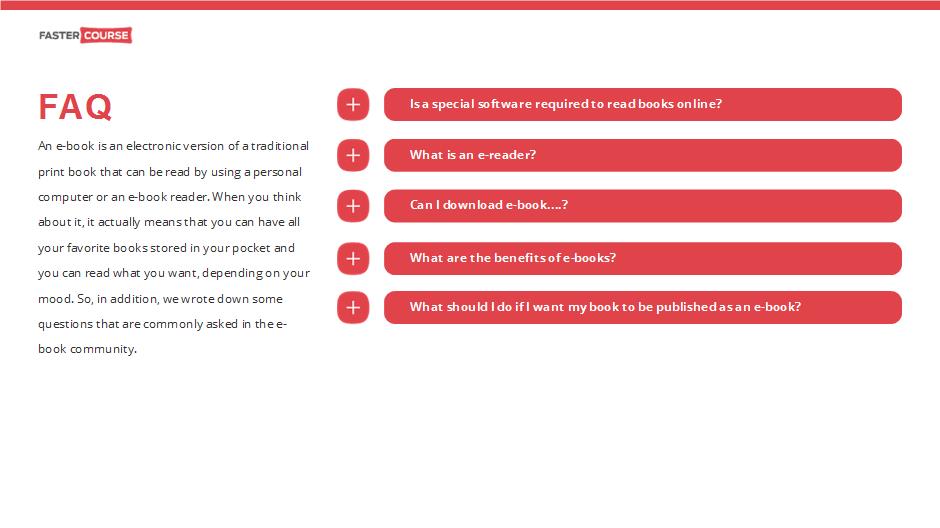 FASTER COURSE
FAQ
An e-book is an electronic version of a traditional
print book that can be read by using a personal
computer or an e-book reader. When you think
about it, it actually means that you can have all
your favorite books stored in your pocket and
you can read what you want, depending on your
mood. So, in addition, we wrote down some
questions that are commonly asked in the e-
book community.
Is a special software required to read books online?
What is an e-reader?
Can I download e-book....?
What are the benefits of e-books?
What should I do if I want my book to be published as an e-book?